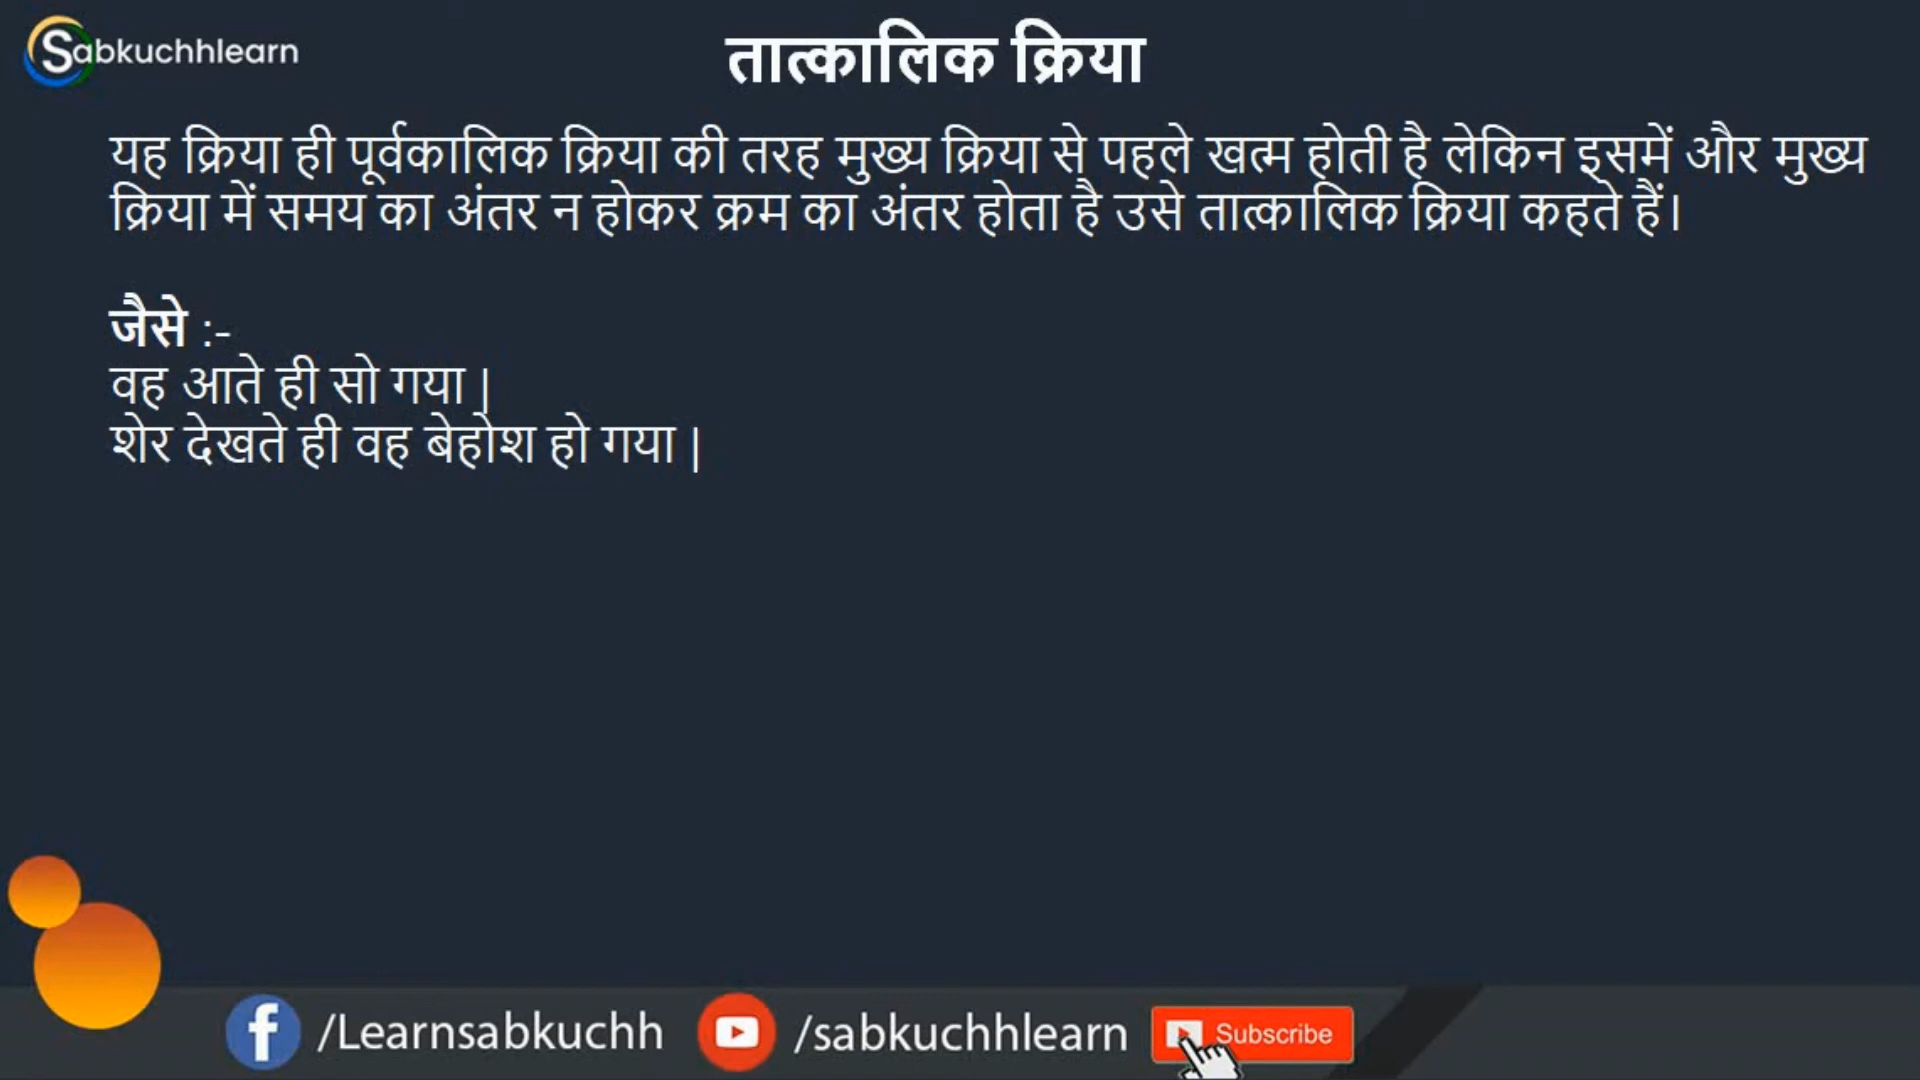 Sabkuchhlearn
तात्कालिक क्रिया
यह क्रिया ही पूर्वकालिक क्रिया की तरह मुख्य क्रिया से पहले खत्म होती है लेकिन इसमें और मुख्य
क्रिया में समय का अंतर न होकर क्रम का अंतर होता है उसे तात्कालिक क्रिया कहते हैं।
जैसे :-
वह आते ही सो गया |
शेर देखते ही वह बेहोश हो गया |
/Learnsabkuchh /sabkuchhlearn Subscribe